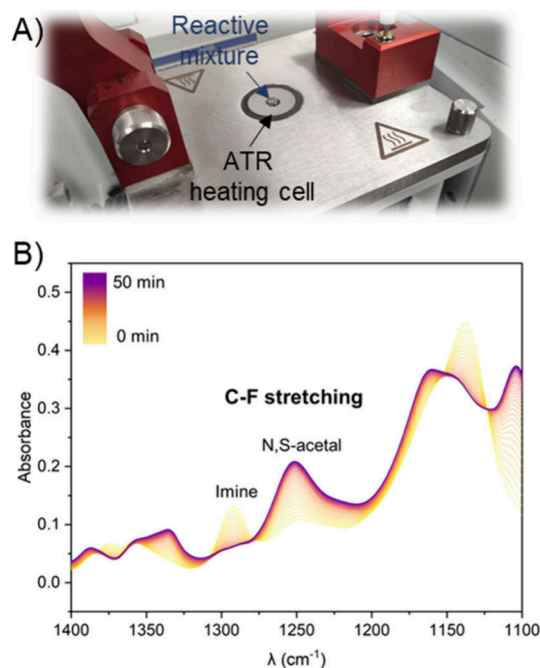 A)
Reactive
mixture
ATR
heating cell
B)
50 min
0 min
C-F stretching
N,S-acetal
Imine
Absorbance
0.5
0.4
0.3
0.2
0.1
0.0
1400 1350 1300 1250 1200 1150 1100
λ (cm⁻¹)